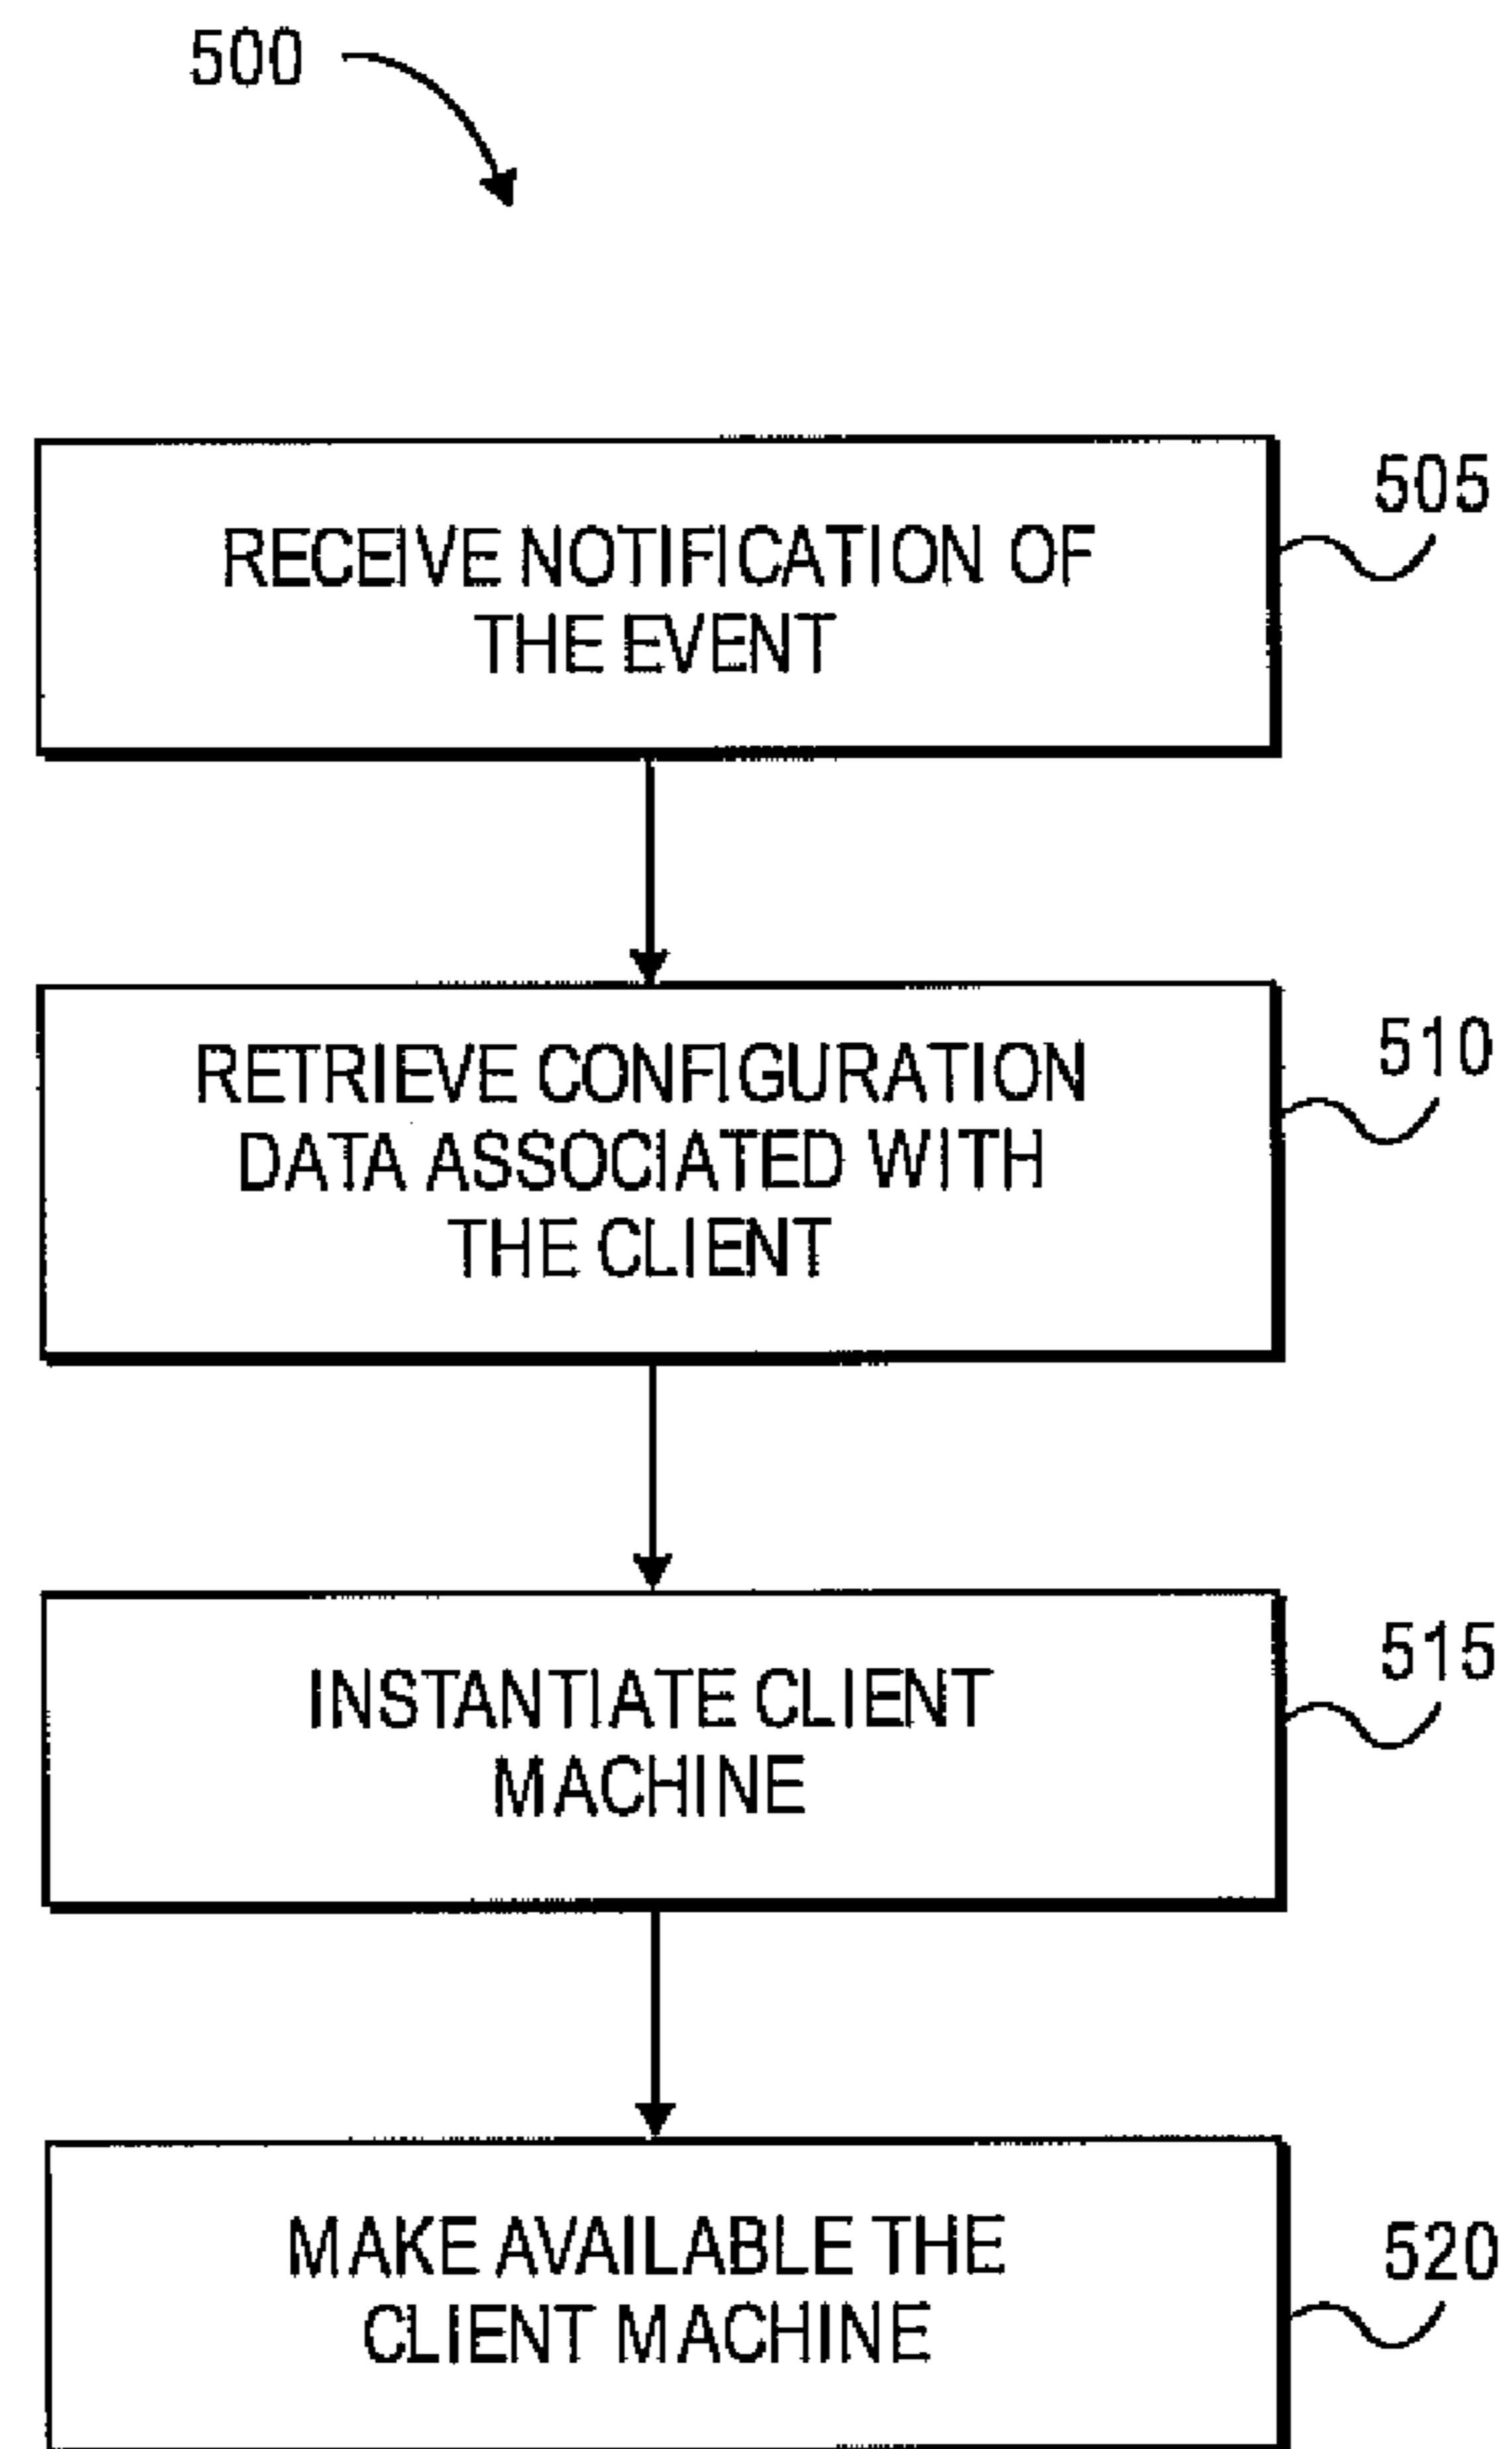 500
RECEIVE NOTIFICATION OF
THE EVENT
505
RETRIEVE CONFIGURATION
DATA ASSOCIATED WITH
THE CLIENT
510
INSTANTIATE CLIENT
MACHINE
515
MAKE AVAILABLE THE
CLIENT MACHINE
520